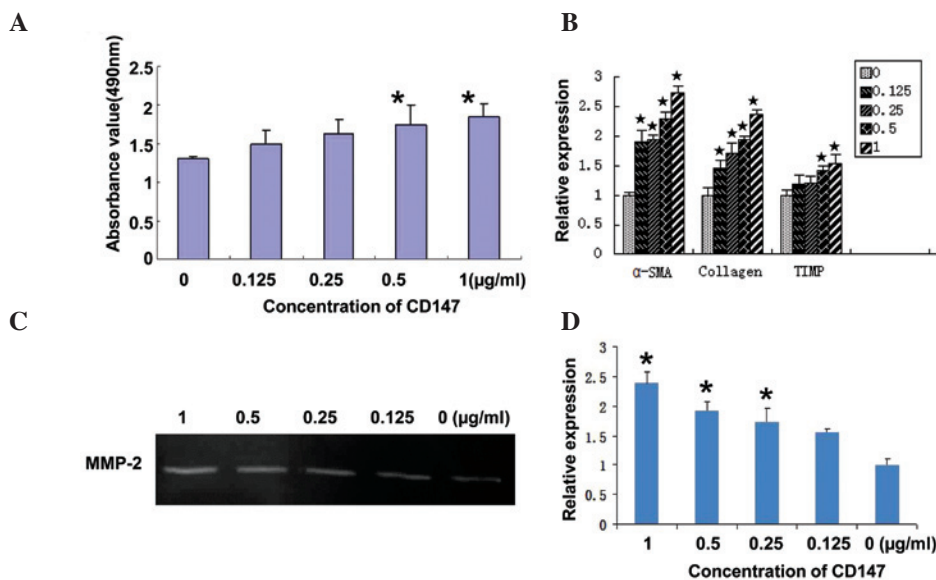 A
Absorbance value(490nm)
2.5
2
1.5
1
0.5
0
* *
0 0.125 0.25 0.5 1(μg/ml)
Concentration of CD147
B
Relative expression
3
2.5
2
1.5
1
0.5
0
★ ★ ★ ★
★ ★ ★ ★
★ ★
α-SMA Collagen TIMP
0
0.125
0.25
0.5
1
C
1 0.5 0.25 0.125 0 (μg/ml)
MMP-2
D
Relative expression
3
2.5
2
1.5
1
0.5
0
* * *
1 0.5 0.25 0.125 0 (μg/ml)
Concentration of CD147